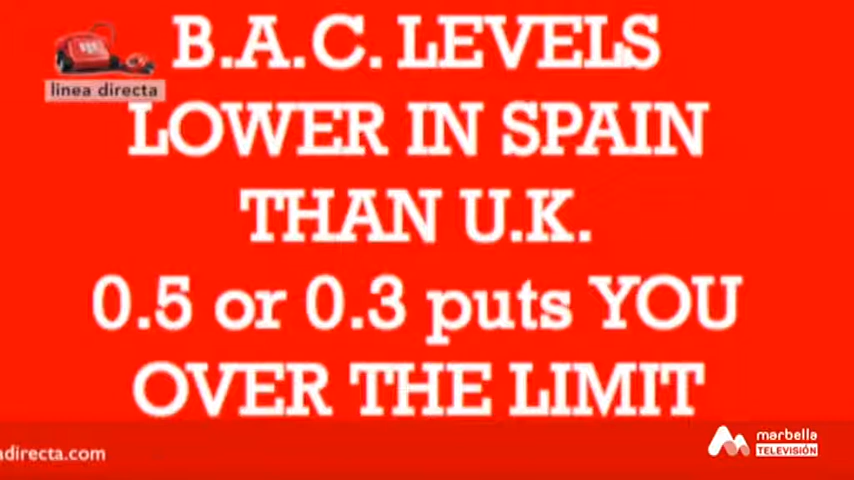 B.A.C. LEVELS
linea directa
LOWER IN SPAIN
THAN U.K.
0.5 or 0.3 puts YOU
OVER THE LIMIT
adirecta.com
marbella
TELEVISIÓN